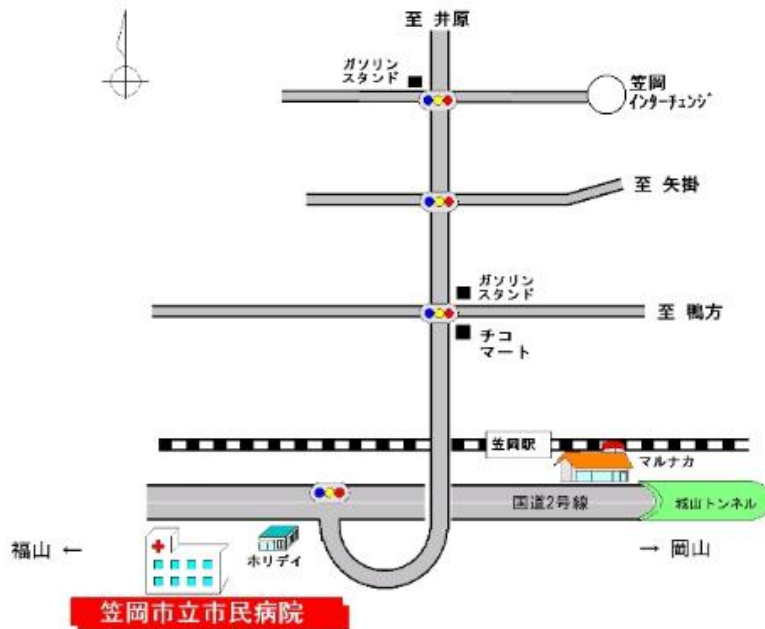 至 井原
ガソリン
スタンド
笠岡
インターチェンジ
至 矢掛
ガソリン
スタンド
至 鴨方
チコ
マート
笠岡駅
マルナカ
国道2号線
城山トンネル
福山 ←
ホリデイ
→ 岡山
笠岡市立市民病院